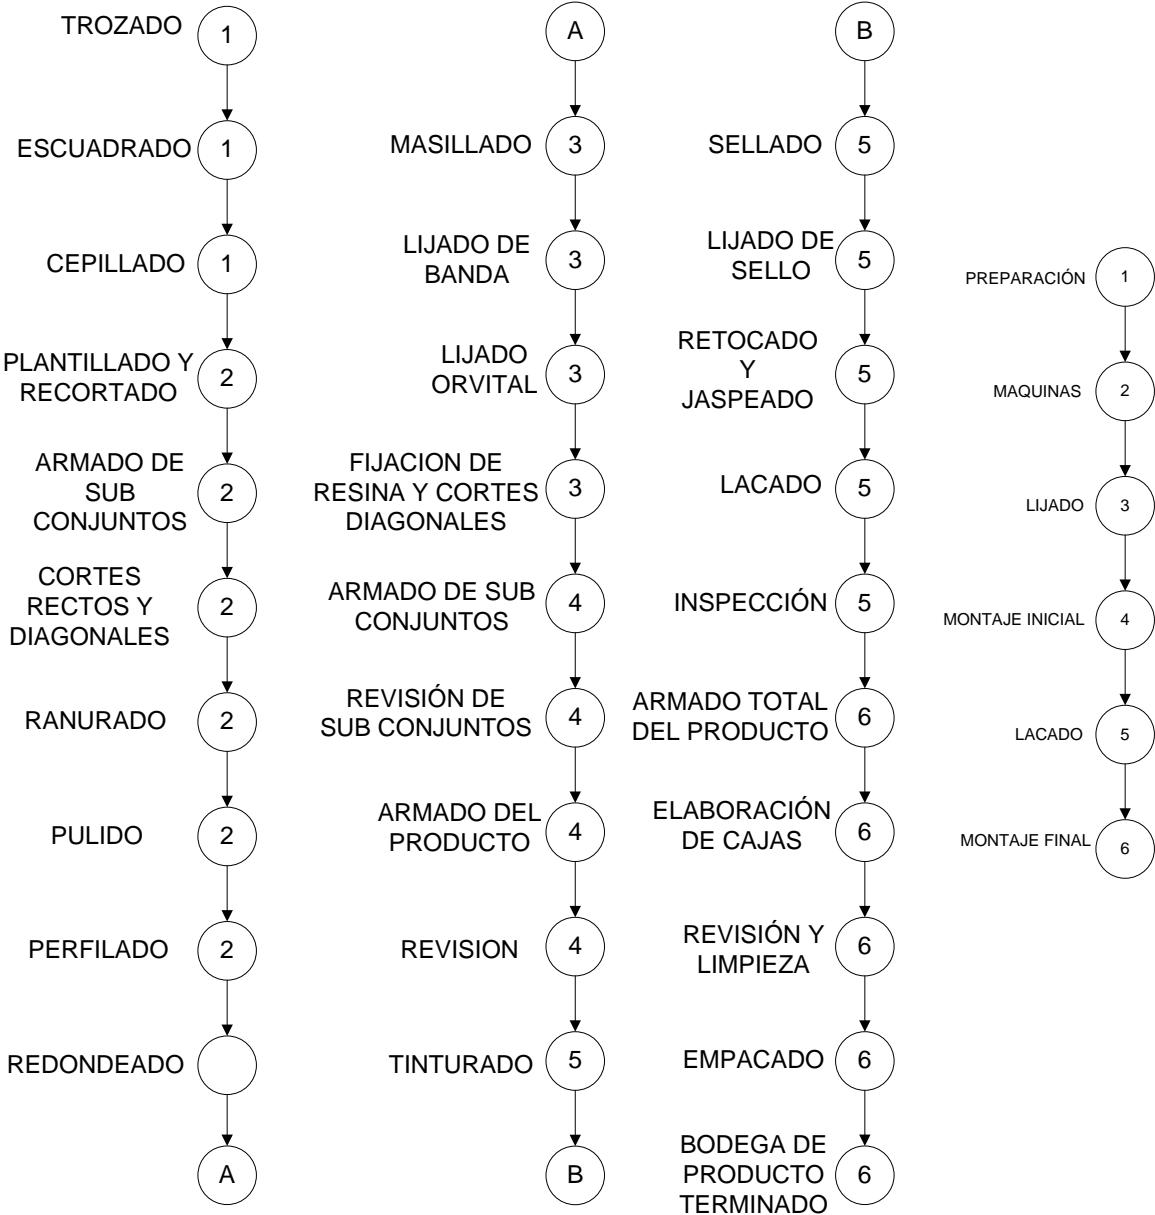 TROZADO
1
ESCUADRADO
1
CEPILLADO
1
PLANTILLADO Y
RECORTADO
2
ARMADO DE
SUB
CONJUNTOS
2
CORTES
RECTOS Y
DIAGONALES
2
RANURADO
2
PULIDO
2
PERFILADO
2
REDONDEADO
A
A
MASILLADO
3
LIJADO DE
BANDA
3
LIJADO
ORVITAL
3
FIJACION DE
RESINA Y CORTES
DIAGONALES
3
ARMADO DE SUB
CONJUNTOS
4
REVISIÓN DE
SUB CONJUNTOS
4
ARMADO DEL
PRODUCTO
4
REVISION
4
TINTURADO
5
B
B
SELLADO
5
LIJADO DE
SELLO
5
RETOCADO
Y
JASPEADO
5
LACADO
5
INSPECCIÓN
5
ARMADO TOTAL
DEL PRODUCTO
6
ELABORACIÓN
DE CAJAS
6
REVISIÓN Y
LIMPIEZA
6
EMPACADO
6
BODEGA DE
PRODUCTO
TERMINADO
6
PREPARACIÓN
1
MAQUINAS
2
LIJADO
3
MONTAJE INICIAL
4
LACADO
5
MONTAJE FINAL
6